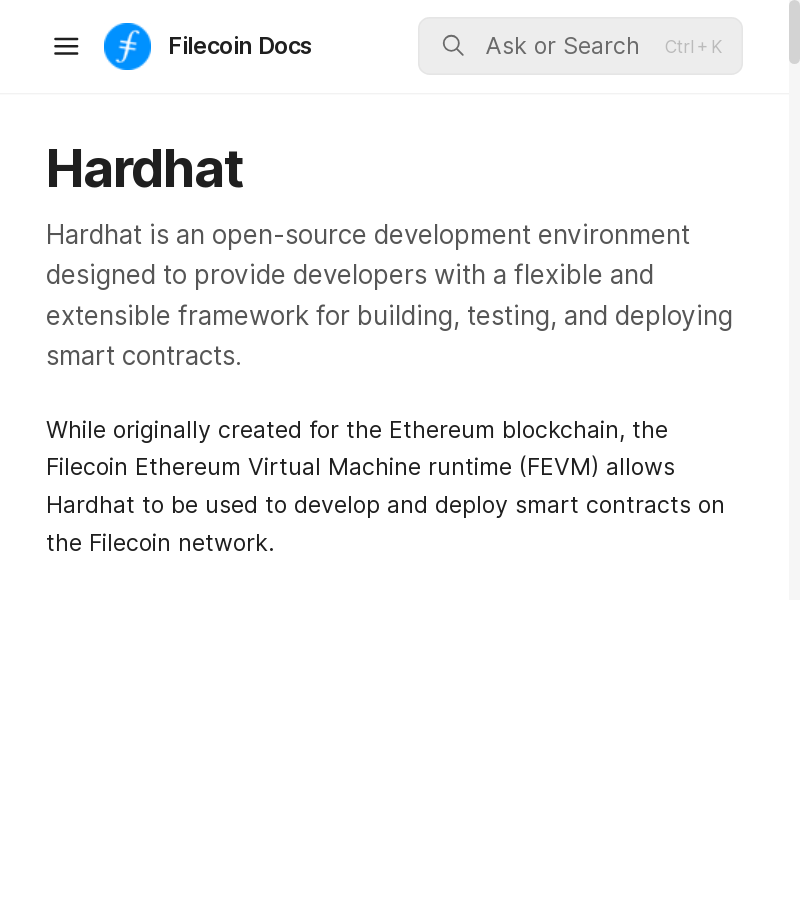 Filecoin Docs
Ask or Search
Ctrl + K
Hardhat
Hardhat is an open-source development environment
designed to provide developers with a flexible and
extensible framework for building, testing, and deploying
smart contracts.
While originally created for the Ethereum blockchain, the
Filecoin Ethereum Virtual Machine runtime (FEVM) allows
Hardhat to be used to develop and deploy smart contracts on
the Filecoin network.